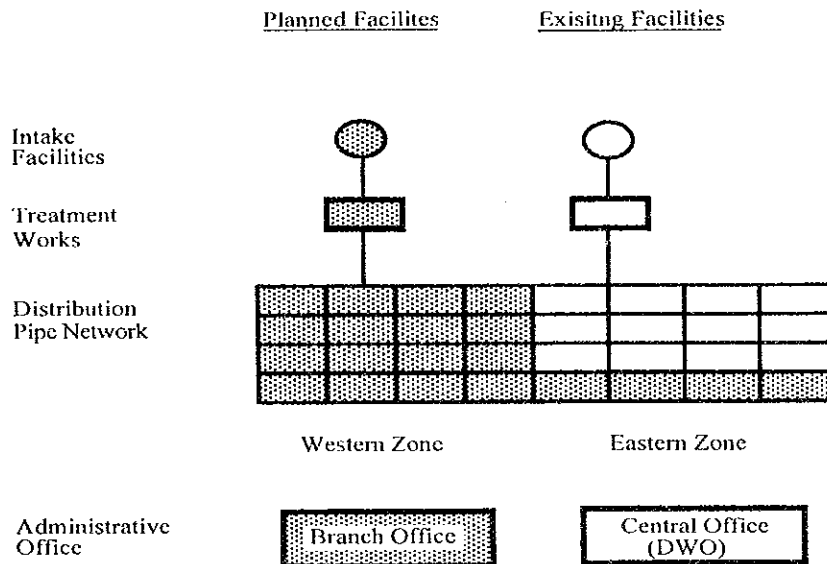 Planned Facilites
Exisitng Facilities
Intake
Facilities
Treatment
Works
Distribution
Pipe Network
Western Zone
Eastern Zone
Administrative
Office
Branch Office
Central Office
(DWO)